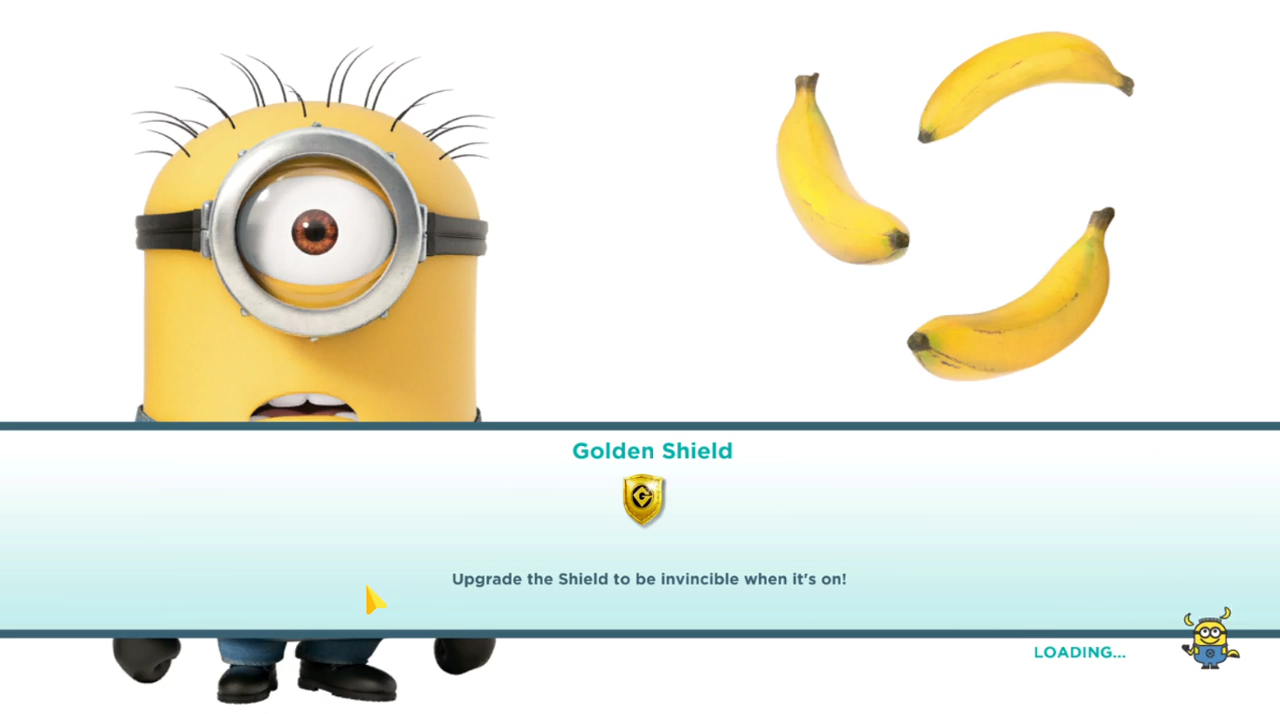 Golden Shield
Upgrade the Shield to be invincible when it's on!
LOADING...